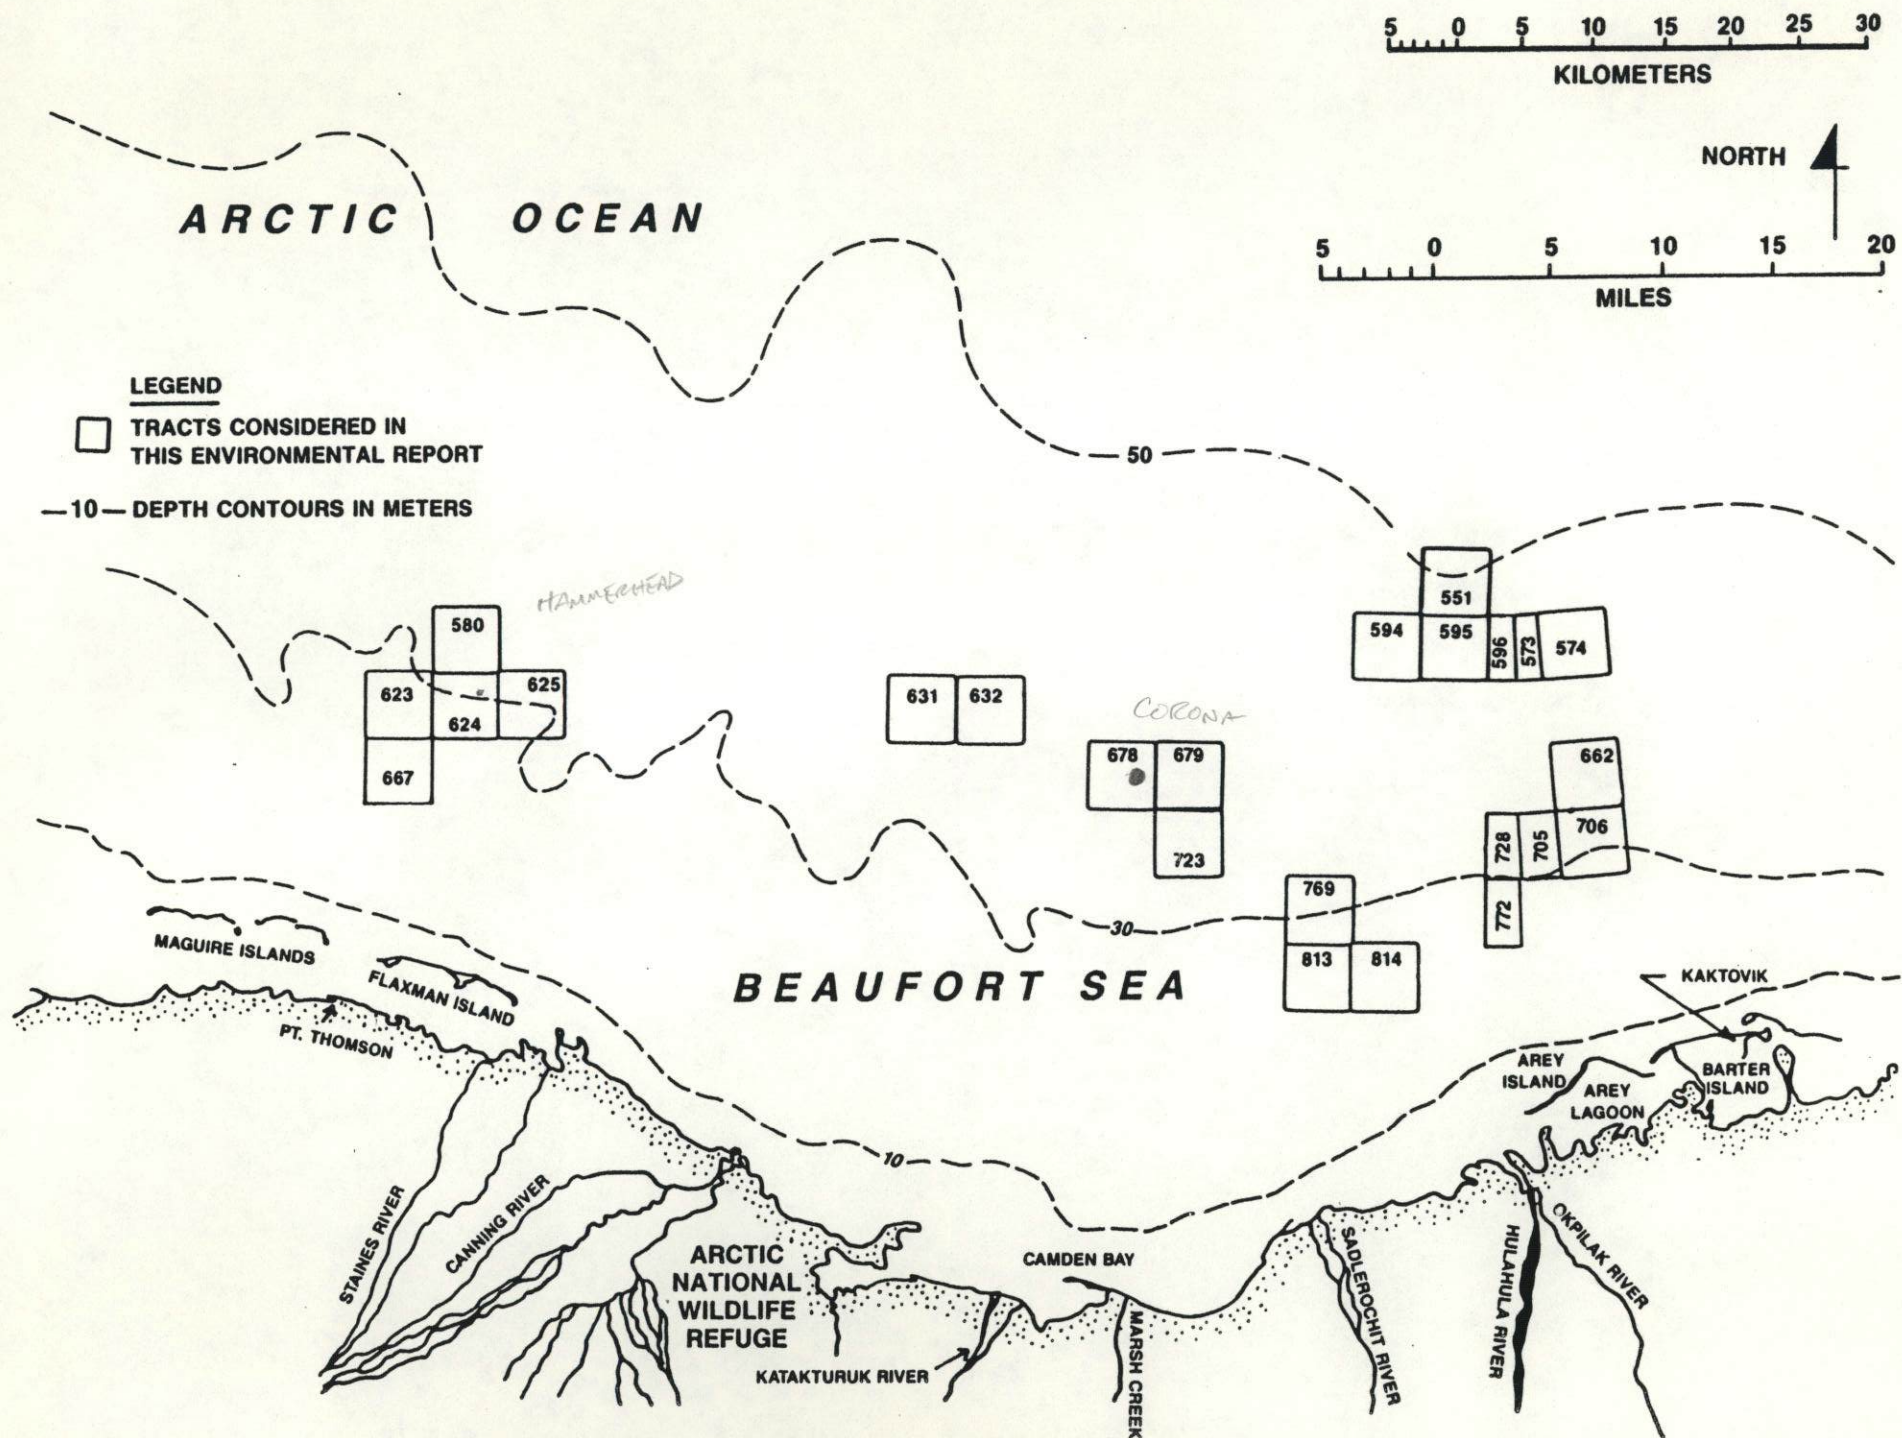 5 0 5 10 15 20 25 30
KILOMETERS
NORTH
5 0 5 10 15 20
MILES
ARCTIC OCEAN
LEGEND
TRACTS CONSIDERED IN
THIS ENVIRONMENTAL REPORT
—10— DEPTH CONTOURS IN METERS
50
HAMMERHEAD
580
623
624
625
667
631
632
CORONA
678
679
723
551
594
595
596
573
574
662
706
705
728
772
769
813
814
30
BEAUFORT SEA
MAGUIRE ISLANDS
FLAXMAN ISLAND
PT. THOMSON
KAKTOVIK
AREY
ISLAND
AREY
LAGOON
BARTER
ISLAND
10
STAINES RIVER
CANNING RIVER
ARCTIC
NATIONAL
WILDLIFE
REFUGE
CAMDEN BAY
KATAKTURUK RIVER
MARSH CREEK
SADLEROCHIT RIVER
HULAHULA RIVER
OKPILAK RIVER